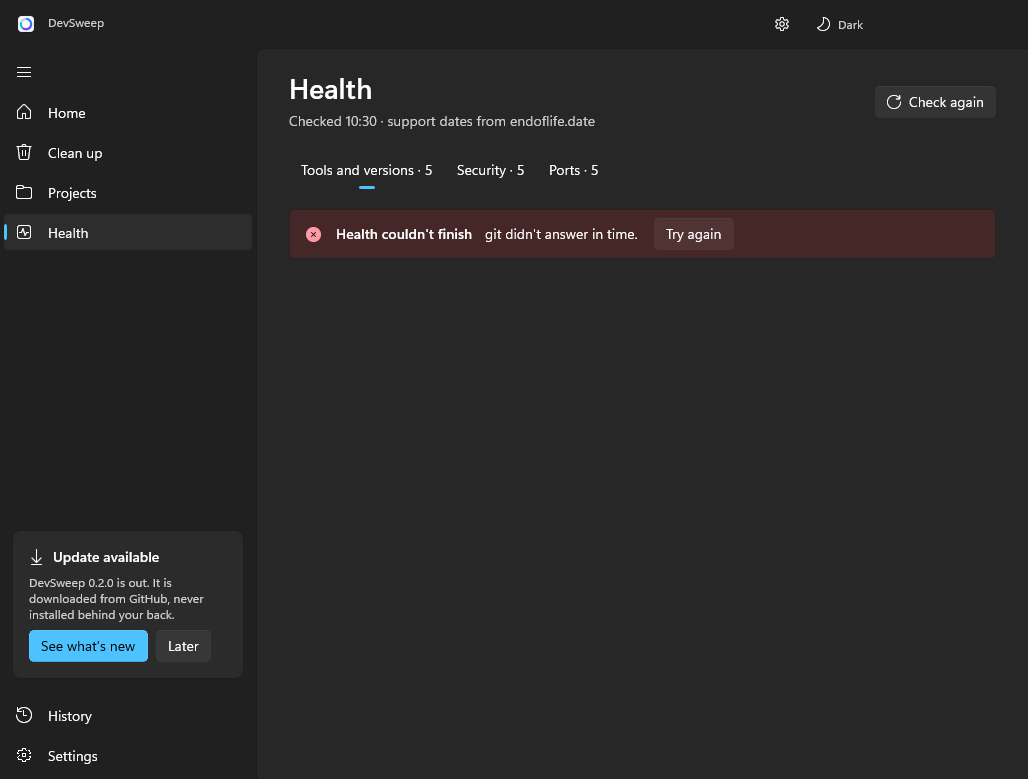 DevSweep
Dark
Home
Clean up
Projects
Health
Health
Checked 10:30 · support dates from endoflife.date
Check again
Tools and versions · 5
Security · 5
Ports · 5
Health couldn't finish git didn't answer in time. Try again
Update available
DevSweep 0.2.0 is out. It is
downloaded from GitHub, never
installed behind your back.
See what's new
Later
History
Settings